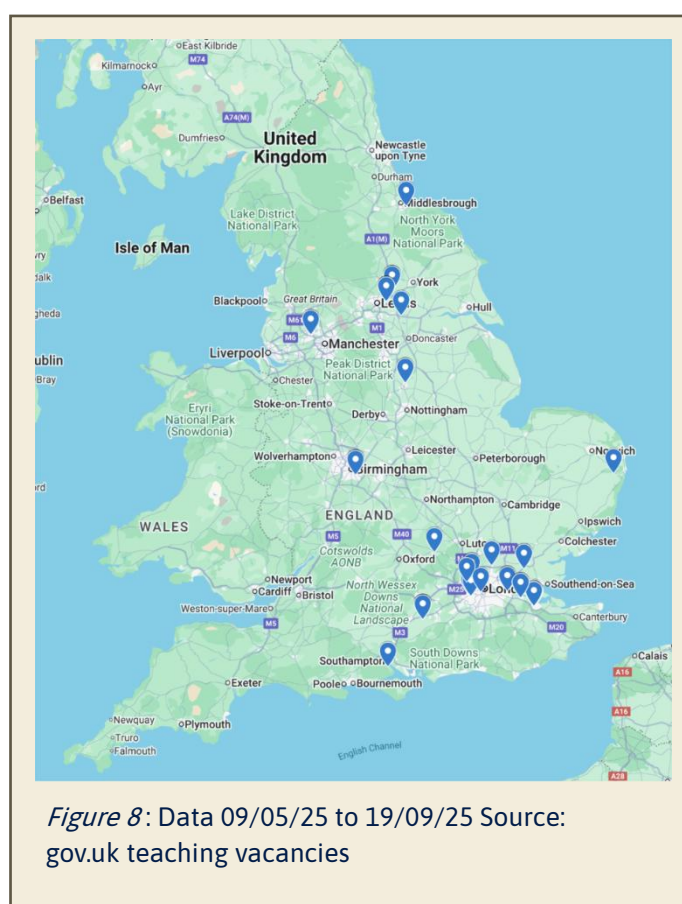 East Kilbride
Kilmarnock
M74
Ayr
A74(M)
Dumfries
United
Kingdom
Newcastle
upon Tyne
Durham
Belfast
Middlesbrough
Lake District
National Park
North York
Moors
National Park
Isle of Man
A1(M)
York
Blackpool
Great Britain
Hull
M61
M6
M1
Manchester
Doncaster
Liverpool
Peak District
National Park
Chester
Bray
Stoke-on-Trent
Eryri
National Park
(Snowdonia)
Derby
Nottingham
Wolverhampton
Leicester
Peterborough
Birmingham
Northampton
Cambridge
ENGLAND
Ipswich
WALES
M5
M40
Cotswolds
AONB
Oxford
M11
Colchester
Newport
Cardiff
Bristol
North Wessex
Downs
National
Landscape
M25
Southend-on-Sea
Weston-super-Mare
M5
M20
Canterbury
M3
Southampton
South Downs
National Park
Calais
A16
Exeter
Poole
Bournemouth
Newquay
Plymouth
A16
Truro
Falmouth
English Channel
A28
Figure 8: Data 09/05/25 to 19/09/25 Source:
gov.uk teaching vacancies